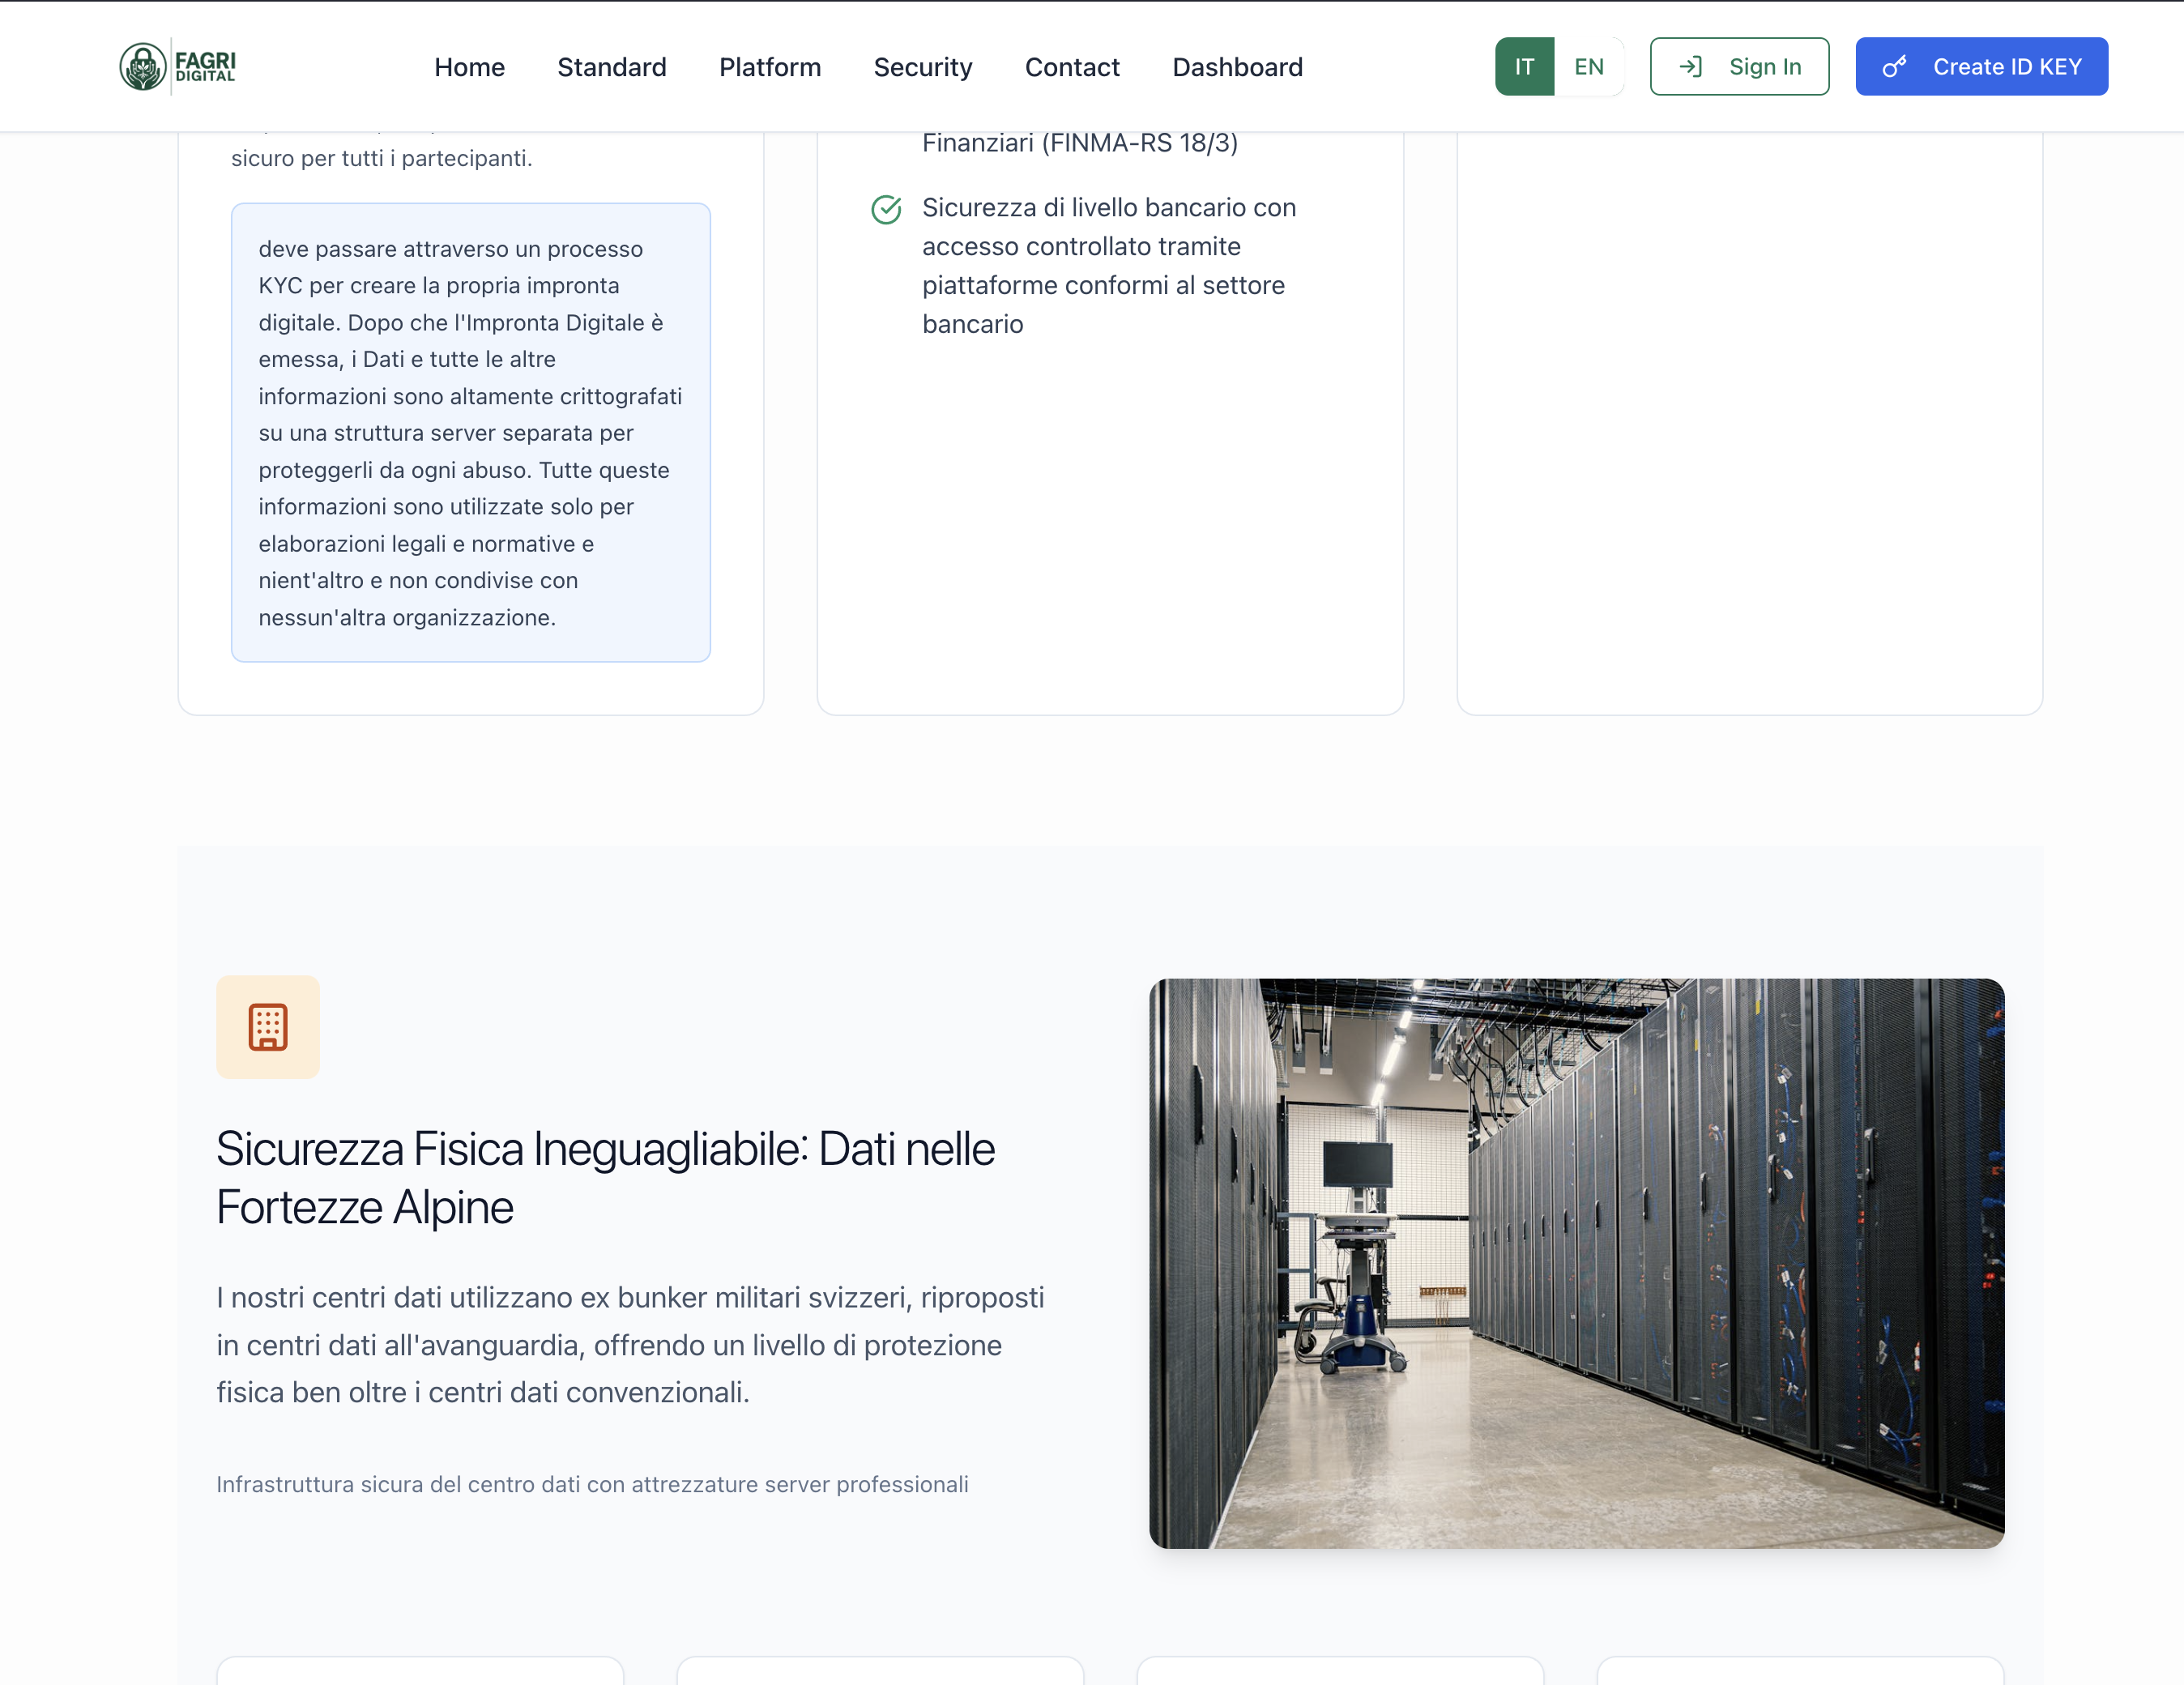 FAGRI
DIGITAL
Home
Standard
Platform
Security
Contact
Dashboard
IT
EN
Sign In
Create ID KEY
sicuro per tutti i partecipanti.
deve passare attraverso un processo
KYC per creare la propria impronta
digitale. Dopo che l'Impronta Digitale è
emessa, i Dati e tutte le altre
informazioni sono altamente crittografati
su una struttura server separata per
proteggerli da ogni abuso. Tutte queste
informazioni sono utilizzate solo per
elaborazioni legali e normative e
nient'altro e non condivise con
nessun'altra organizzazione.
Finanziari (FINMA-RS 18/3)
Sicurezza di livello bancario con
accesso controllato tramite
piattaforme conformi al settore
bancario
Sicurezza Fisica Ineguagliabile: Dati nelle
Fortezze Alpine
I nostri centri dati utilizzano ex bunker militari svizzeri, riproposti
in centri dati all'avanguardia, offrendo un livello di protezione
fisica ben oltre i centri dati convenzionali.
Infrastruttura sicura del centro dati con attrezzature server professionali